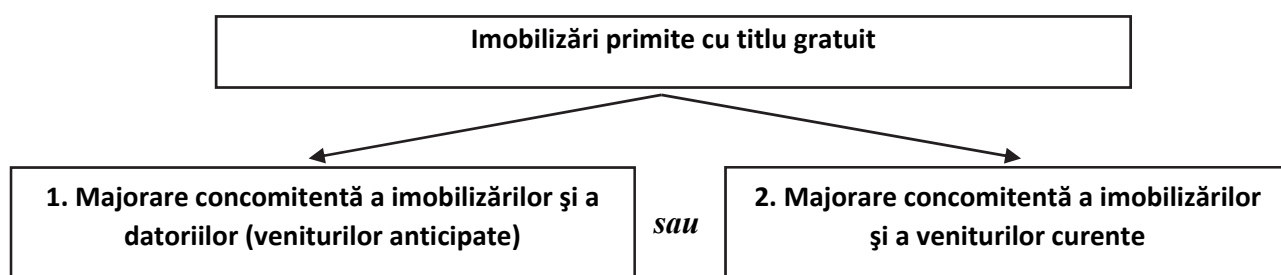 Imobilizări primite cu titlu gratuit
1. Majorare concomitentă a imobilizărilor şi a
datoriilor (veniturilor anticipate)
sau
2. Majorare concomitentă a imobilizărilor
şi a veniturilor curente